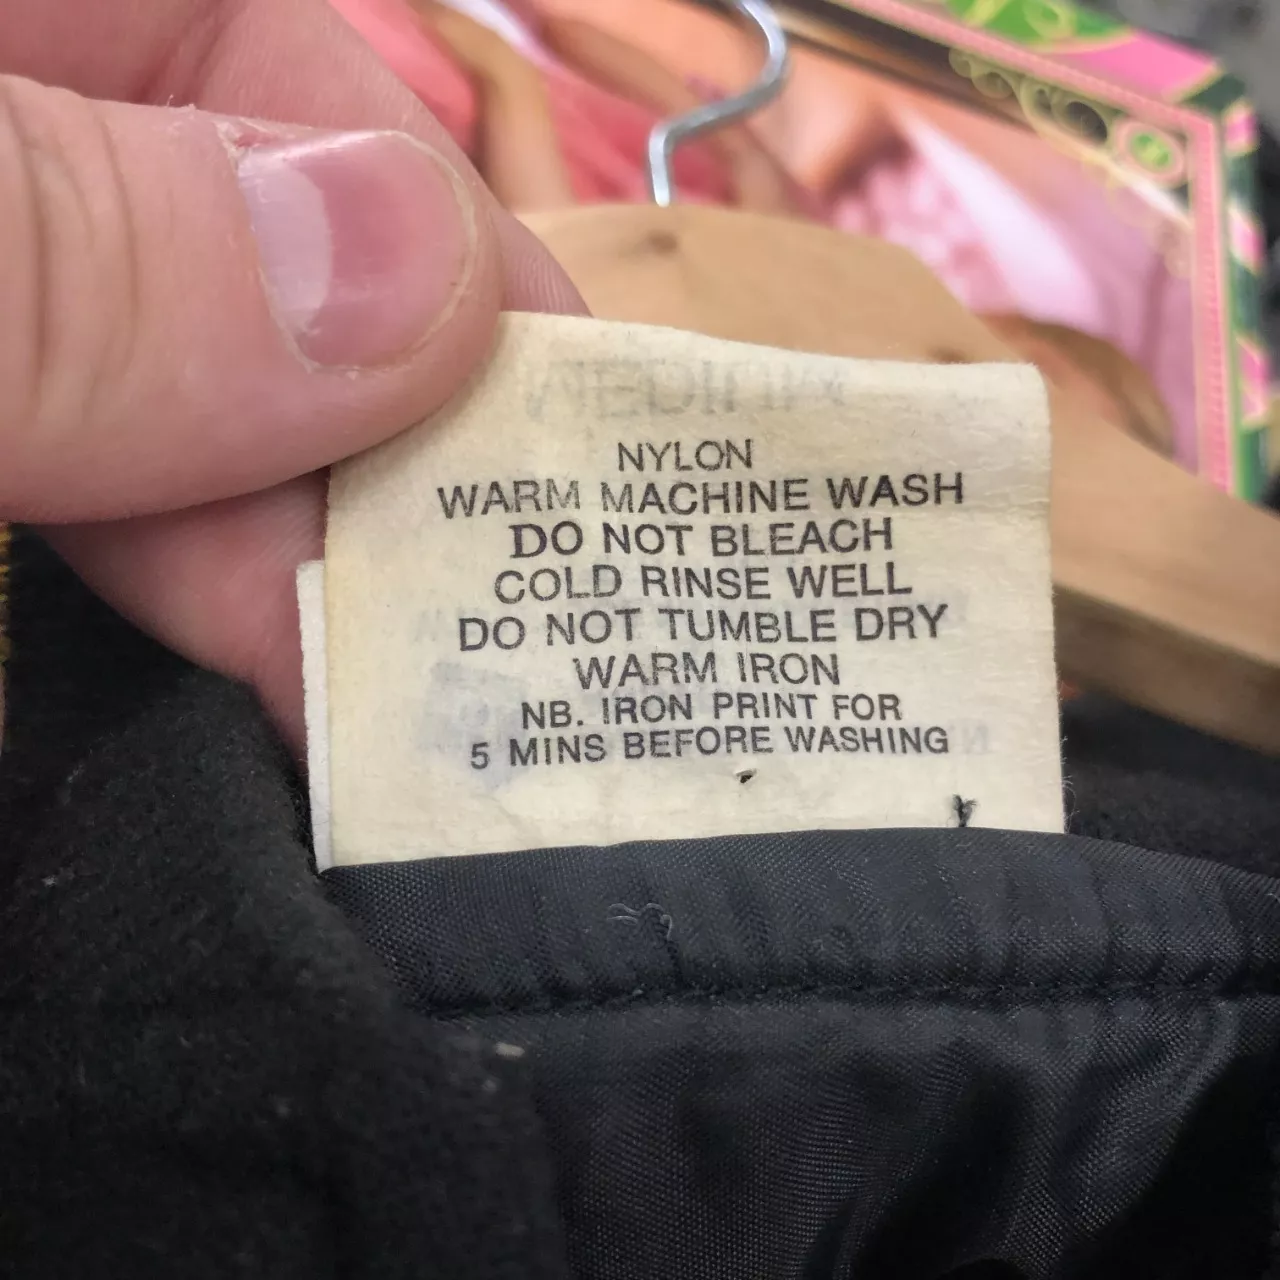 MEDIUM
NYLON
WARM MACHINE WASH
DO NOT BLEACH
COLD RINSE WELL
DO NOT TUMBLE DRY
WARM IRON
NB. IRON PRINT FOR
5 MINS BEFORE WASHING